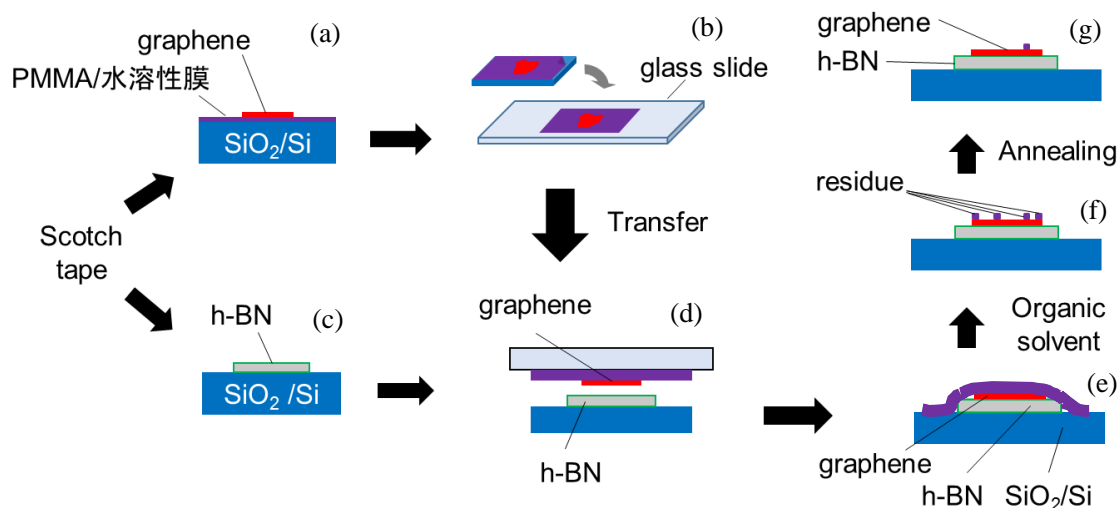 (a)
graphene
PMMA/水溶性膜
SiO₂/Si
(b)
glass slide
Scotch
tape
Transfer
(c)
h-BN
SiO₂ /Si
(d)
graphene
h-BN
(e)
graphene
h-BN
SiO₂/Si
Organic
solvent
(f)
residue
Annealing
(g)
graphene
h-BN